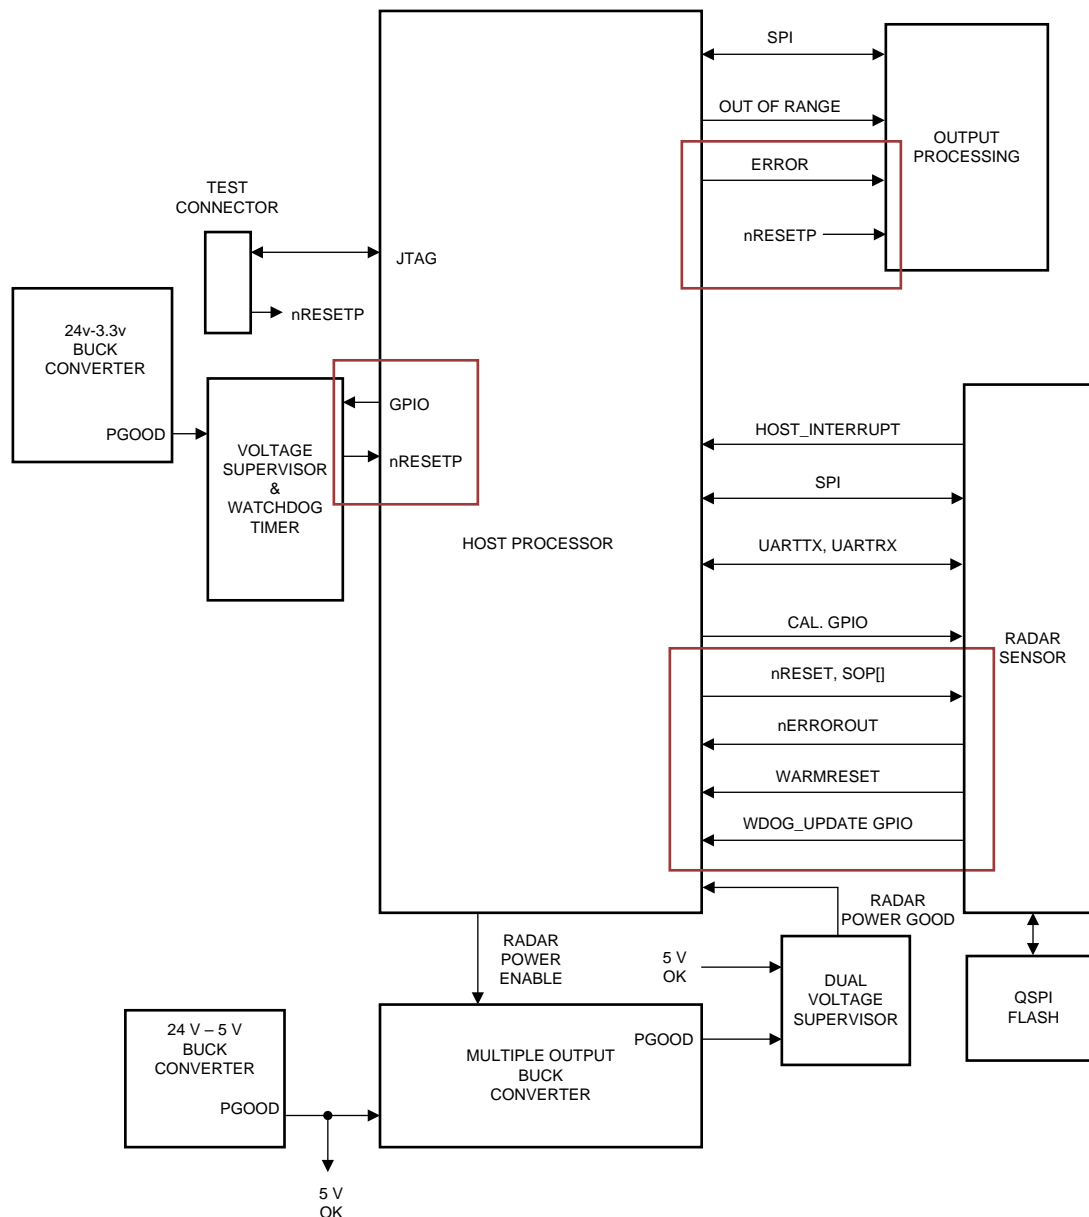 SPI
OUT OF RANGE
OUTPUT
PROCESSING
ERROR
nRESETP
TEST
CONNECTOR
JTAG
nRESETP
24v-3.3v
BUCK
CONVERTER
PGOOD
GPIO
nRESETP
VOLTAGE
SUPERVISOR
&
WATCHDOG
TIMER
HOST PROCESSOR
HOST_INTERRUPT
SPI
UARTTX, UARTRX
CAL. GPIO
RADAR
SENSOR
nRESET, SOP[]
nERROROUT
WARMRESET
WDOG_UPDATE GPIO
RADAR
POWER GOOD
RADAR
POWER
ENABLE
5 V
OK
DUAL
VOLTAGE
SUPERVISOR
QSPI
FLASH
24 V – 5 V
BUCK
CONVERTER
PGOOD
MULTIPLE OUTPUT
BUCK
CONVERTER
PGOOD
5 V
OK